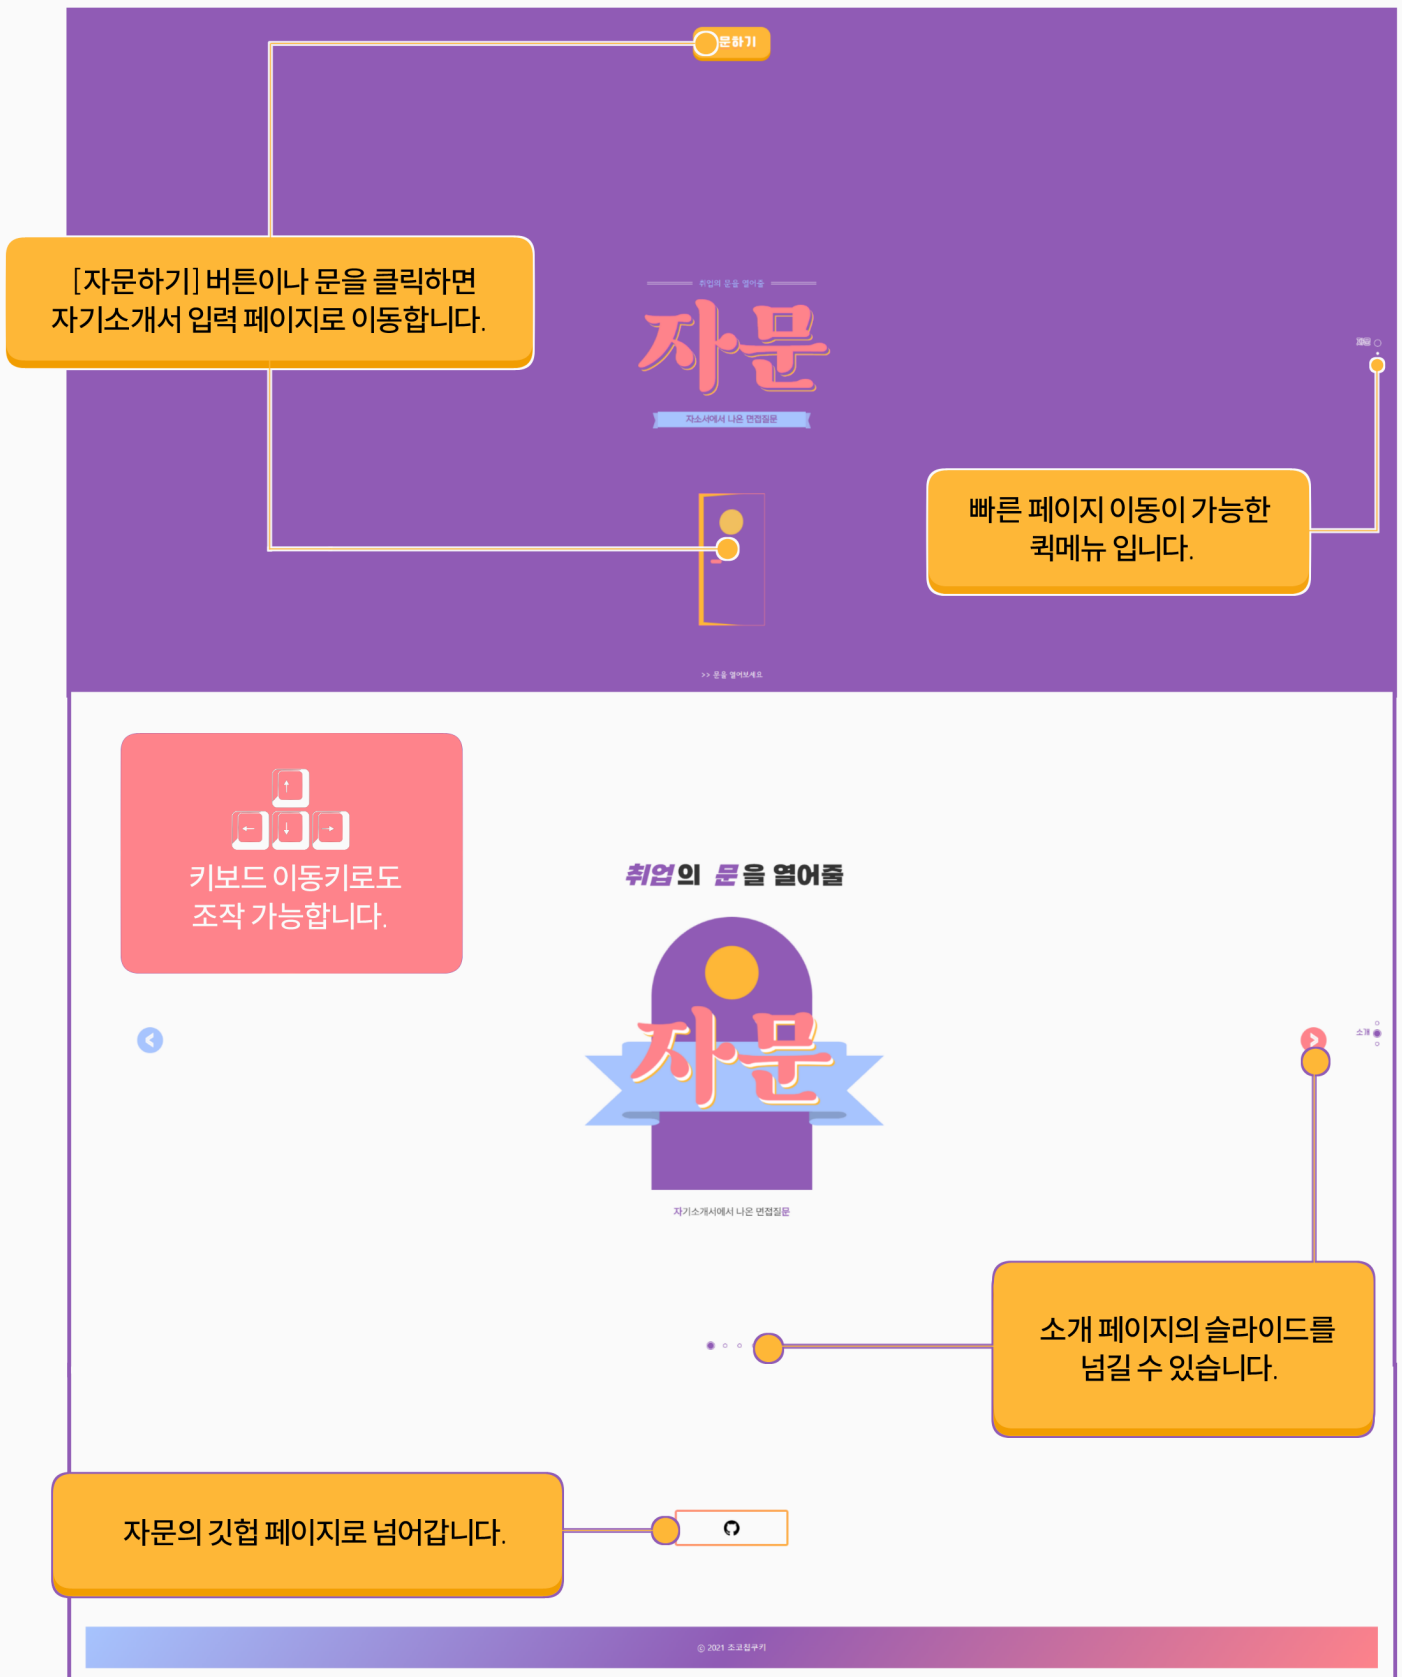 문하기
[자문하기] 버튼이나 문을 클릭하면
자기소개서 입력 페이지로 이동합니다.
취업의 문을 열어줄
자문
자소서에서 나온 면접질문
빠른 페이지 이동이 가능한
퀵메뉴 입니다.
>> 문을 열어보세요
↑
← ↓ →
키보드 이동키로도
조작 가능합니다.
취업의 문을 열어줄
자문
소개
자기소개서에서 나온 면접질문
소개 페이지의 슬라이드를
넘길 수 있습니다.
자문의 깃헙 페이지로 넘어갑니다.
ⓒ 2021 조코집쿠키